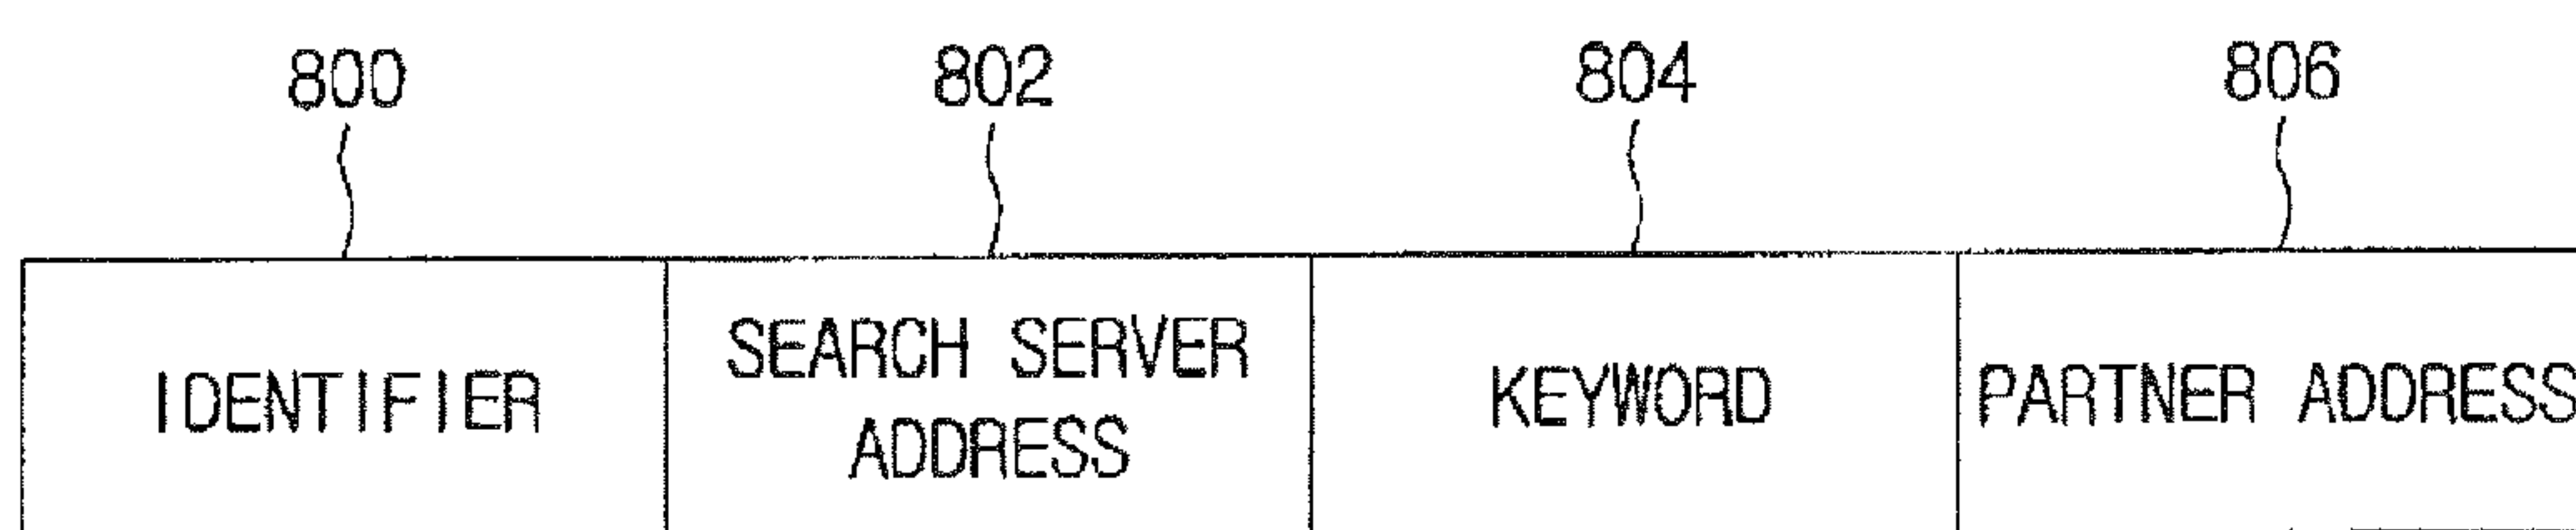 800 802 804 806
IDENTIFIER
SEARCH SERVER
ADDRESS
KEYWORD
PARTNER ADDRESS